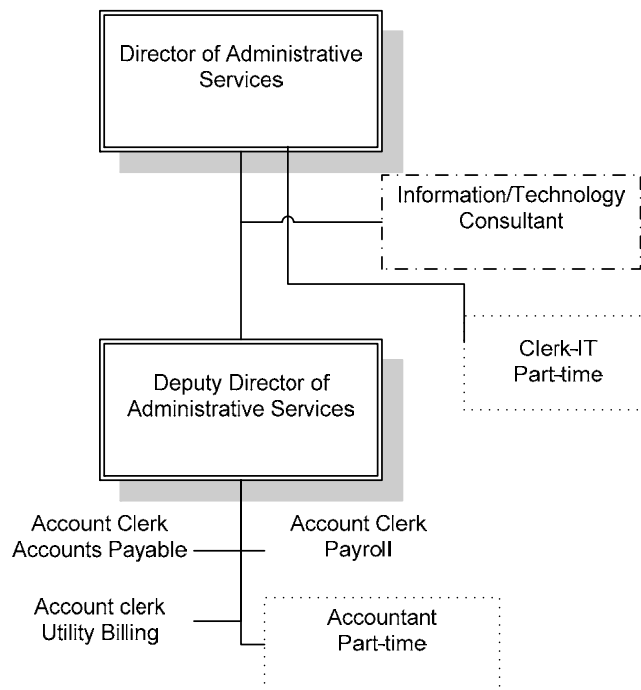 Director of Administrative
Services
Information/Technology
Consultant
Clerk-IT
Part-time
Deputy Director of
Administrative Services
Account Clerk
Accounts Payable
Account Clerk
Payroll
Account clerk
Utility Billing
Accountant
Part-time